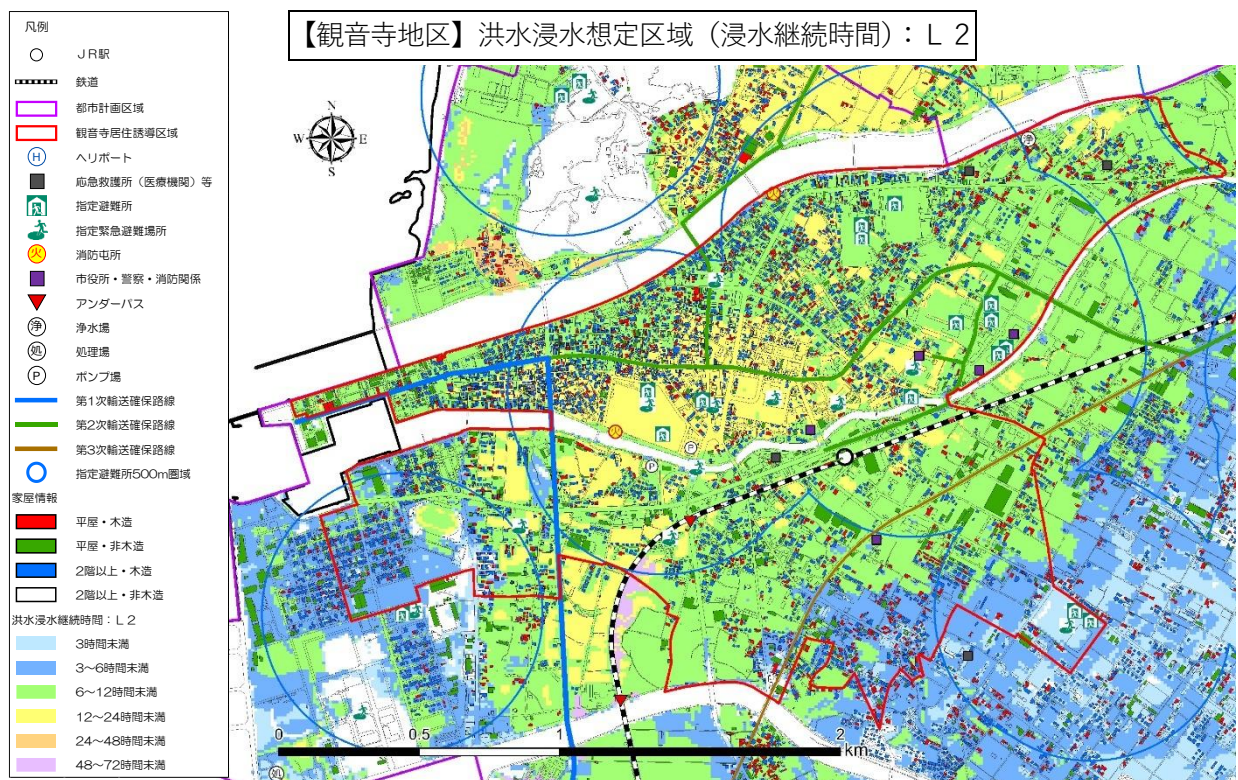 【観音寺地区】洪水浸水想定区域（浸水継続時間）：Ｌ２
凡例
ＪＲ駅
鉄道
都市計画区域
観音寺居住誘導区域
H ヘリポート
応急救護所（医療機関）等
指定避難所
指定緊急避難場所
火 消防屯所
市役所・警察・消防関係
アンダーパス
浄 浄水場
処 処理場
P ポンプ場
第1次輸送確保路線
第2次輸送確保路線
第3次輸送確保路線
指定避難所500m圏域
家屋情報
平屋・木造
平屋・非木造
2階以上・木造
2階以上・非木造
洪水浸水継続時間：Ｌ２
3時間未満
3～6時間未満
6～12時間未満
12～24時間未満
24～48時間未満
48～72時間未満
N
W E
S
浄
火
火
P
P
処
0 0.5 1 2
km